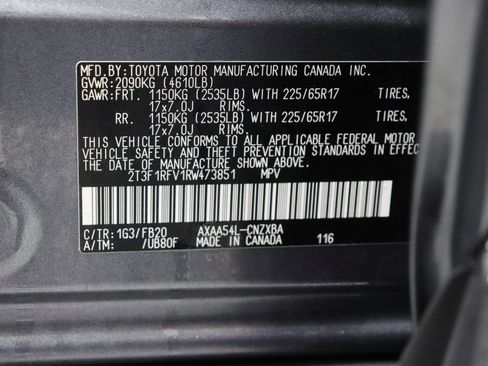 MFD.BY:TOYOTA MOTOR MANUFACTURING CANADA INC.
GVWR:2090KG (4610LB)
GAWR:FRT. 1150KG (2535LB) WITH 225/65R17 TIRES,
17x7.0J RIMS.
RR. 1150KG (2535LB) WITH 225/65R17 TIRES,
17x7.0J RIMS.
THIS VEHICLE CONFORMS TO ALL APPLICABLE FEDERAL MOTOR
VEHICLE SAFETY AND THEFT PREVENTION STANDARDS IN EFFECT
THE DATE OF MANUFACTURE SHOWN ABOVE.
2T3F1RFV1RW473851 MPV
C/TR:1G3/FB20 AXAA54L-CNZXBA
A/TM: /UB80F MADE IN CANADA 116